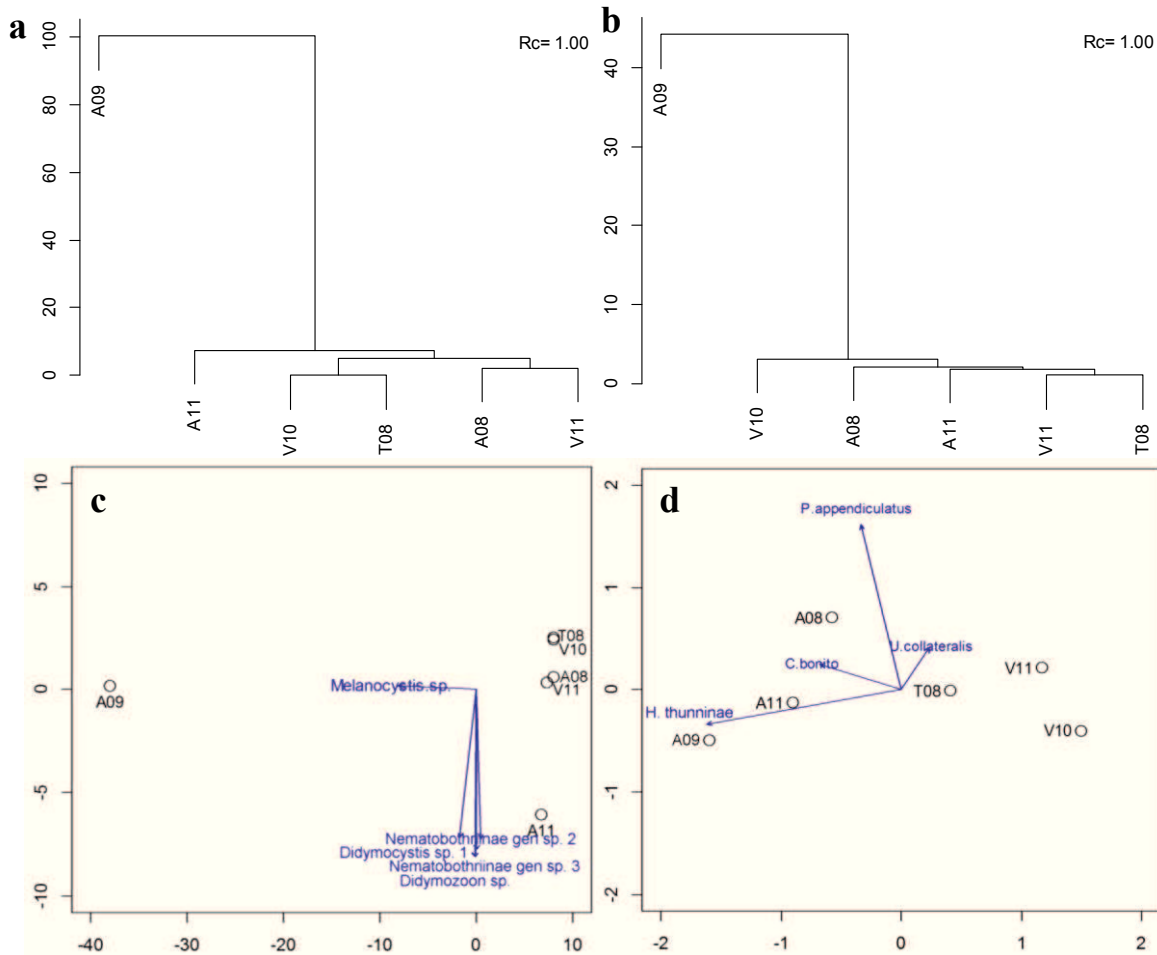 a
Rc= 1.00
100
80
60
40
20
0
A09
A11
V10
T08
A08
V11
b
Rc= 1.00
40
30
20
10
0
A09
V10
A08
A11
V11
T08
c
10
5
0
-5
-10
T08
V10
A08
V11
Melanocystis sp.
A09
A11
Nematobothriinae gen sp. 2
Didymocystis sp. 1
Nematobothriinae gen sp. 3
Didymozoon sp.
-40 -30 -20 -10 0 10
d
2
1
0
-1
-2
P.appendiculatus
A08
U.collateralis
C.bonito
V11
T08
A11
H. thunninae
A09
V10
-2 -1 0 1 2